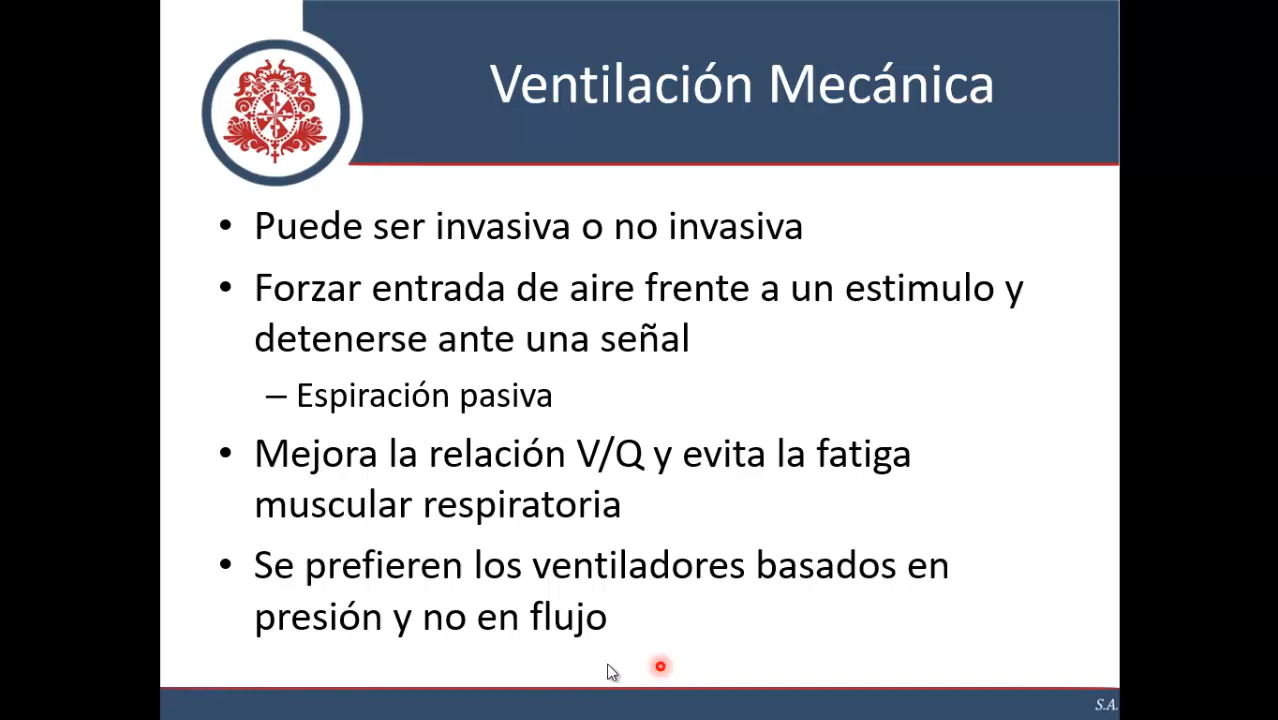 Ventilación Mecánica
• Puede ser invasiva o no invasiva
• Forzar entrada de aire frente a un estimulo y
detenerse ante una señal
– Espiración pasiva
• Mejora la relación V/Q y evita la fatiga
muscular respiratoria
• Se prefieren los ventiladores basados en
presión y no en flujo
S.A.